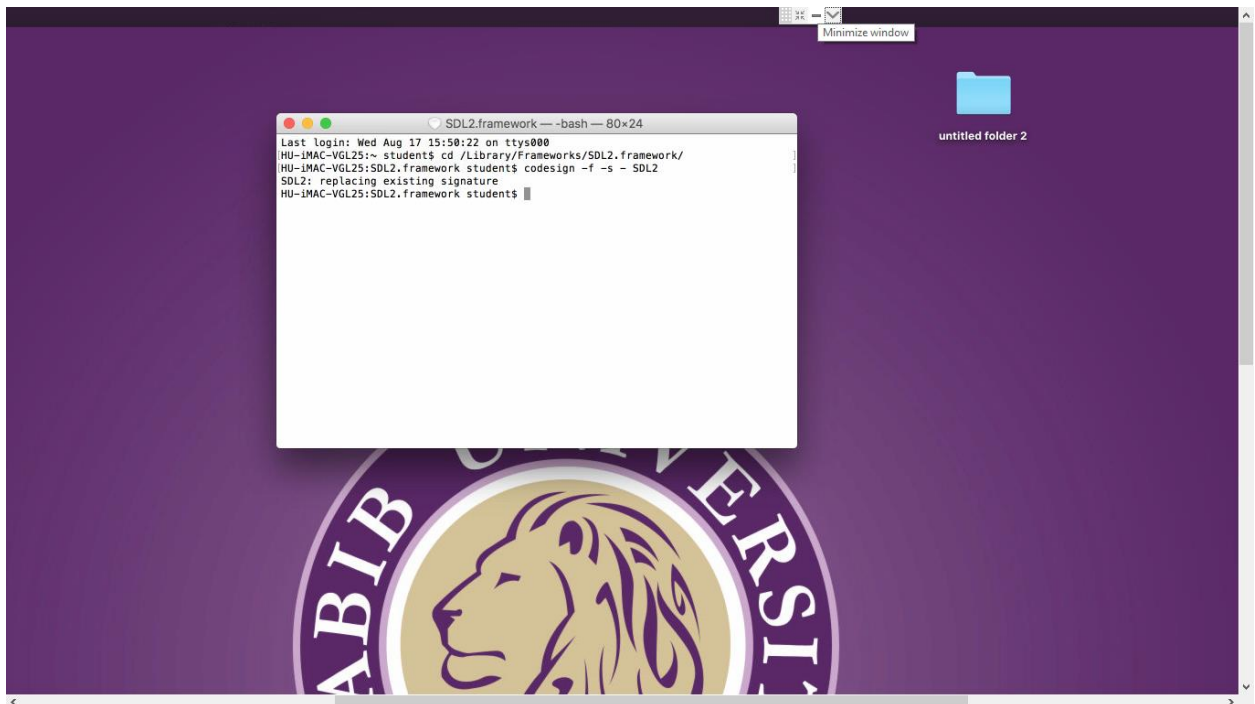 Minimize window
untitled folder 2
SDL2.framework — -bash — 80×24
Last login: Wed Aug 17 15:50:22 on ttys000
[HU-iMAC-VGL25:~ student$ cd /Library/Frameworks/SDL2.framework/ ]
[HU-iMAC-VGL25:SDL2.framework student$ codesign -f -s - SDL2 ]
SDL2: replacing existing signature
HU-iMAC-VGL25:SDL2.framework student$
ABIB UNIVERSIT